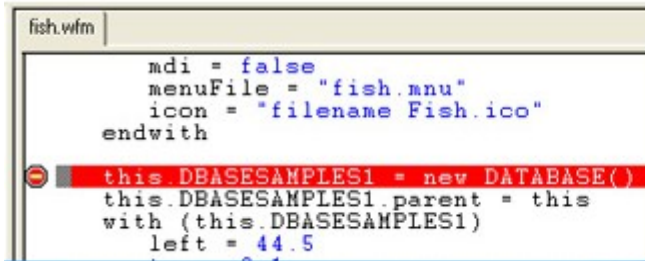 fish.wfm
mdi = false
menuFile = "fish.mnu"
icon = "filename Fish.ico"
endwith
this.DBASESAMPLES1 = new DATABASE()
this.DBASESAMPLES1.parent = this
with (this.DBASESAMPLES1)
left = 44.5